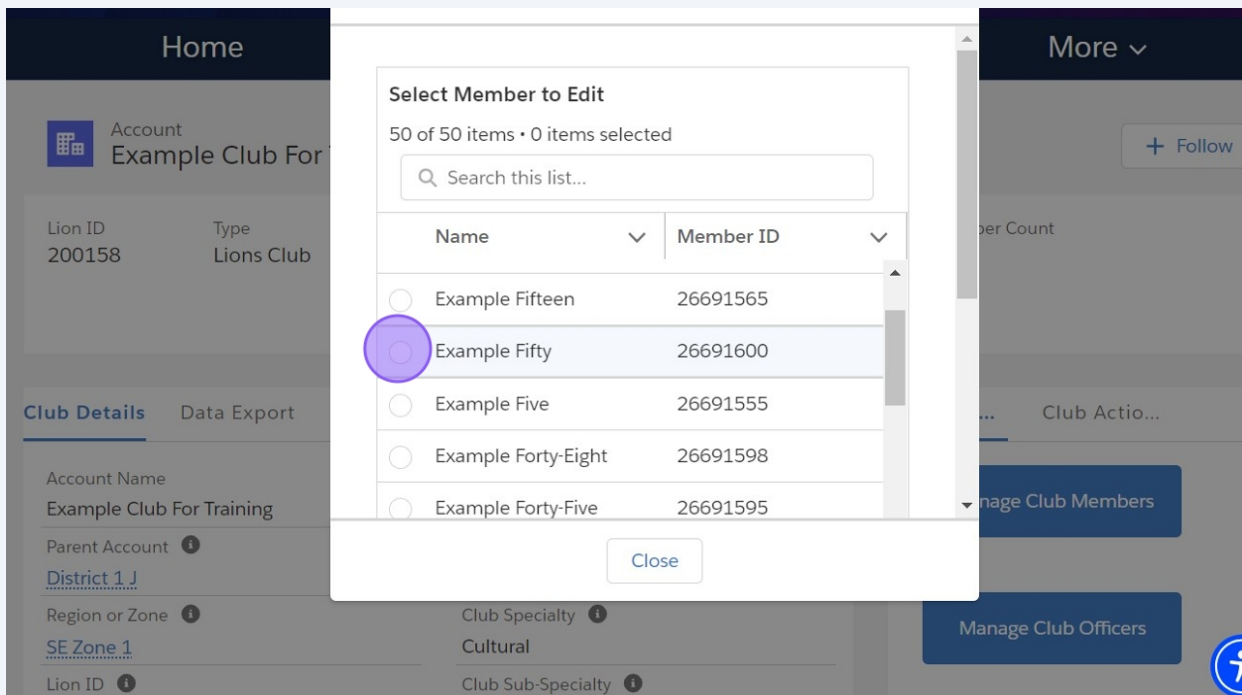 Home
More
Select Member to Edit
50 of 50 items • 0 items selected
Search this list...
Account
Example Club For
+ Follow
Lion ID
Type
200158
Lions Club
Count
Name
Member ID
Example Fifteen
26691565
Example Fifty
26691600
Example Five
26691555
Example Forty-Eight
26691598
Example Forty-Five
26691595
Close
Club Details
Data Export
...
Club Actio...
Account Name
Example Club For Training
Parent Account
District 1 J
Region or Zone
SE Zone 1
Lion ID
Club Specialty
Cultural
Club Sub-Specialty
Club Members
Manage Club Officers